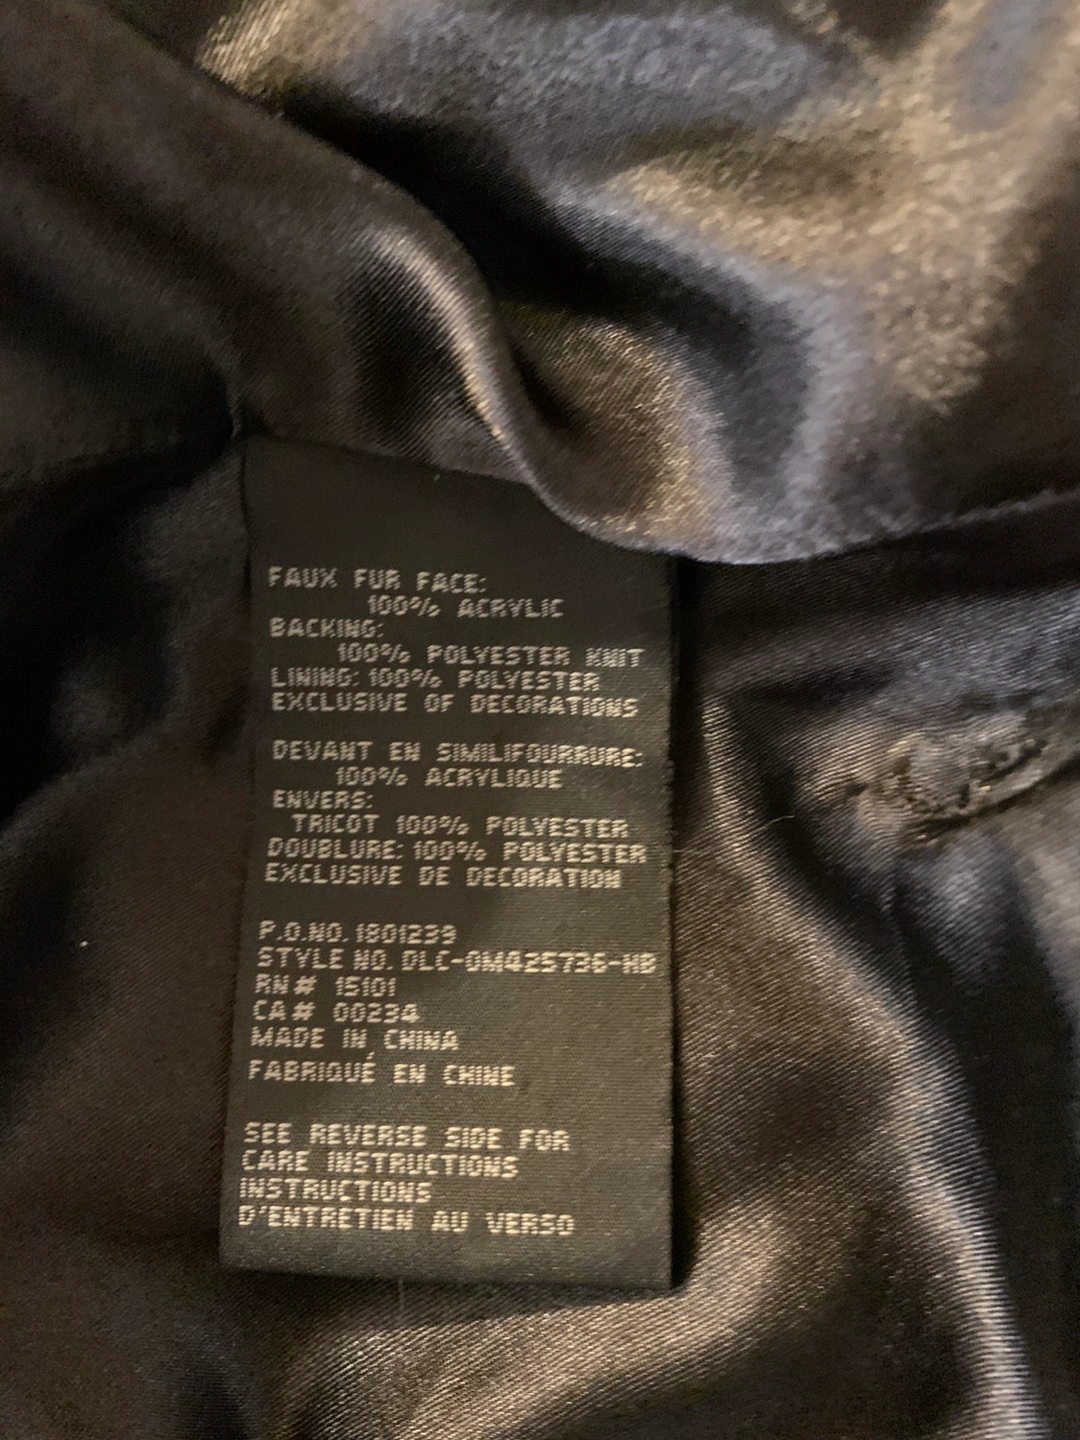 FAUX FUR FACE:
100% ACRYLIC
BACKING:
100% POLYESTER KNIT
LINING: 100% POLYESTER
EXCLUSIVE OF DECORATIONS
DEVANT EN SIMILIFOURRURE:
100% ACRYLIQUE
ENVERS:
TRICOT 100% POLYESTER
DOUBLURE: 100% POLYESTER
EXCLUSIVE DE DECORATION
P.O.NO. 1801239
STYLE NO. DLC-OM425736-HB
RN# 15101
CA# 00234
MADE IN CHINA
FABRIQUÉ EN CHINE
SEE REVERSE SIDE FOR
CARE INSTRUCTIONS
INSTRUCTIONS
D'ENTRETIEN AU VERSO